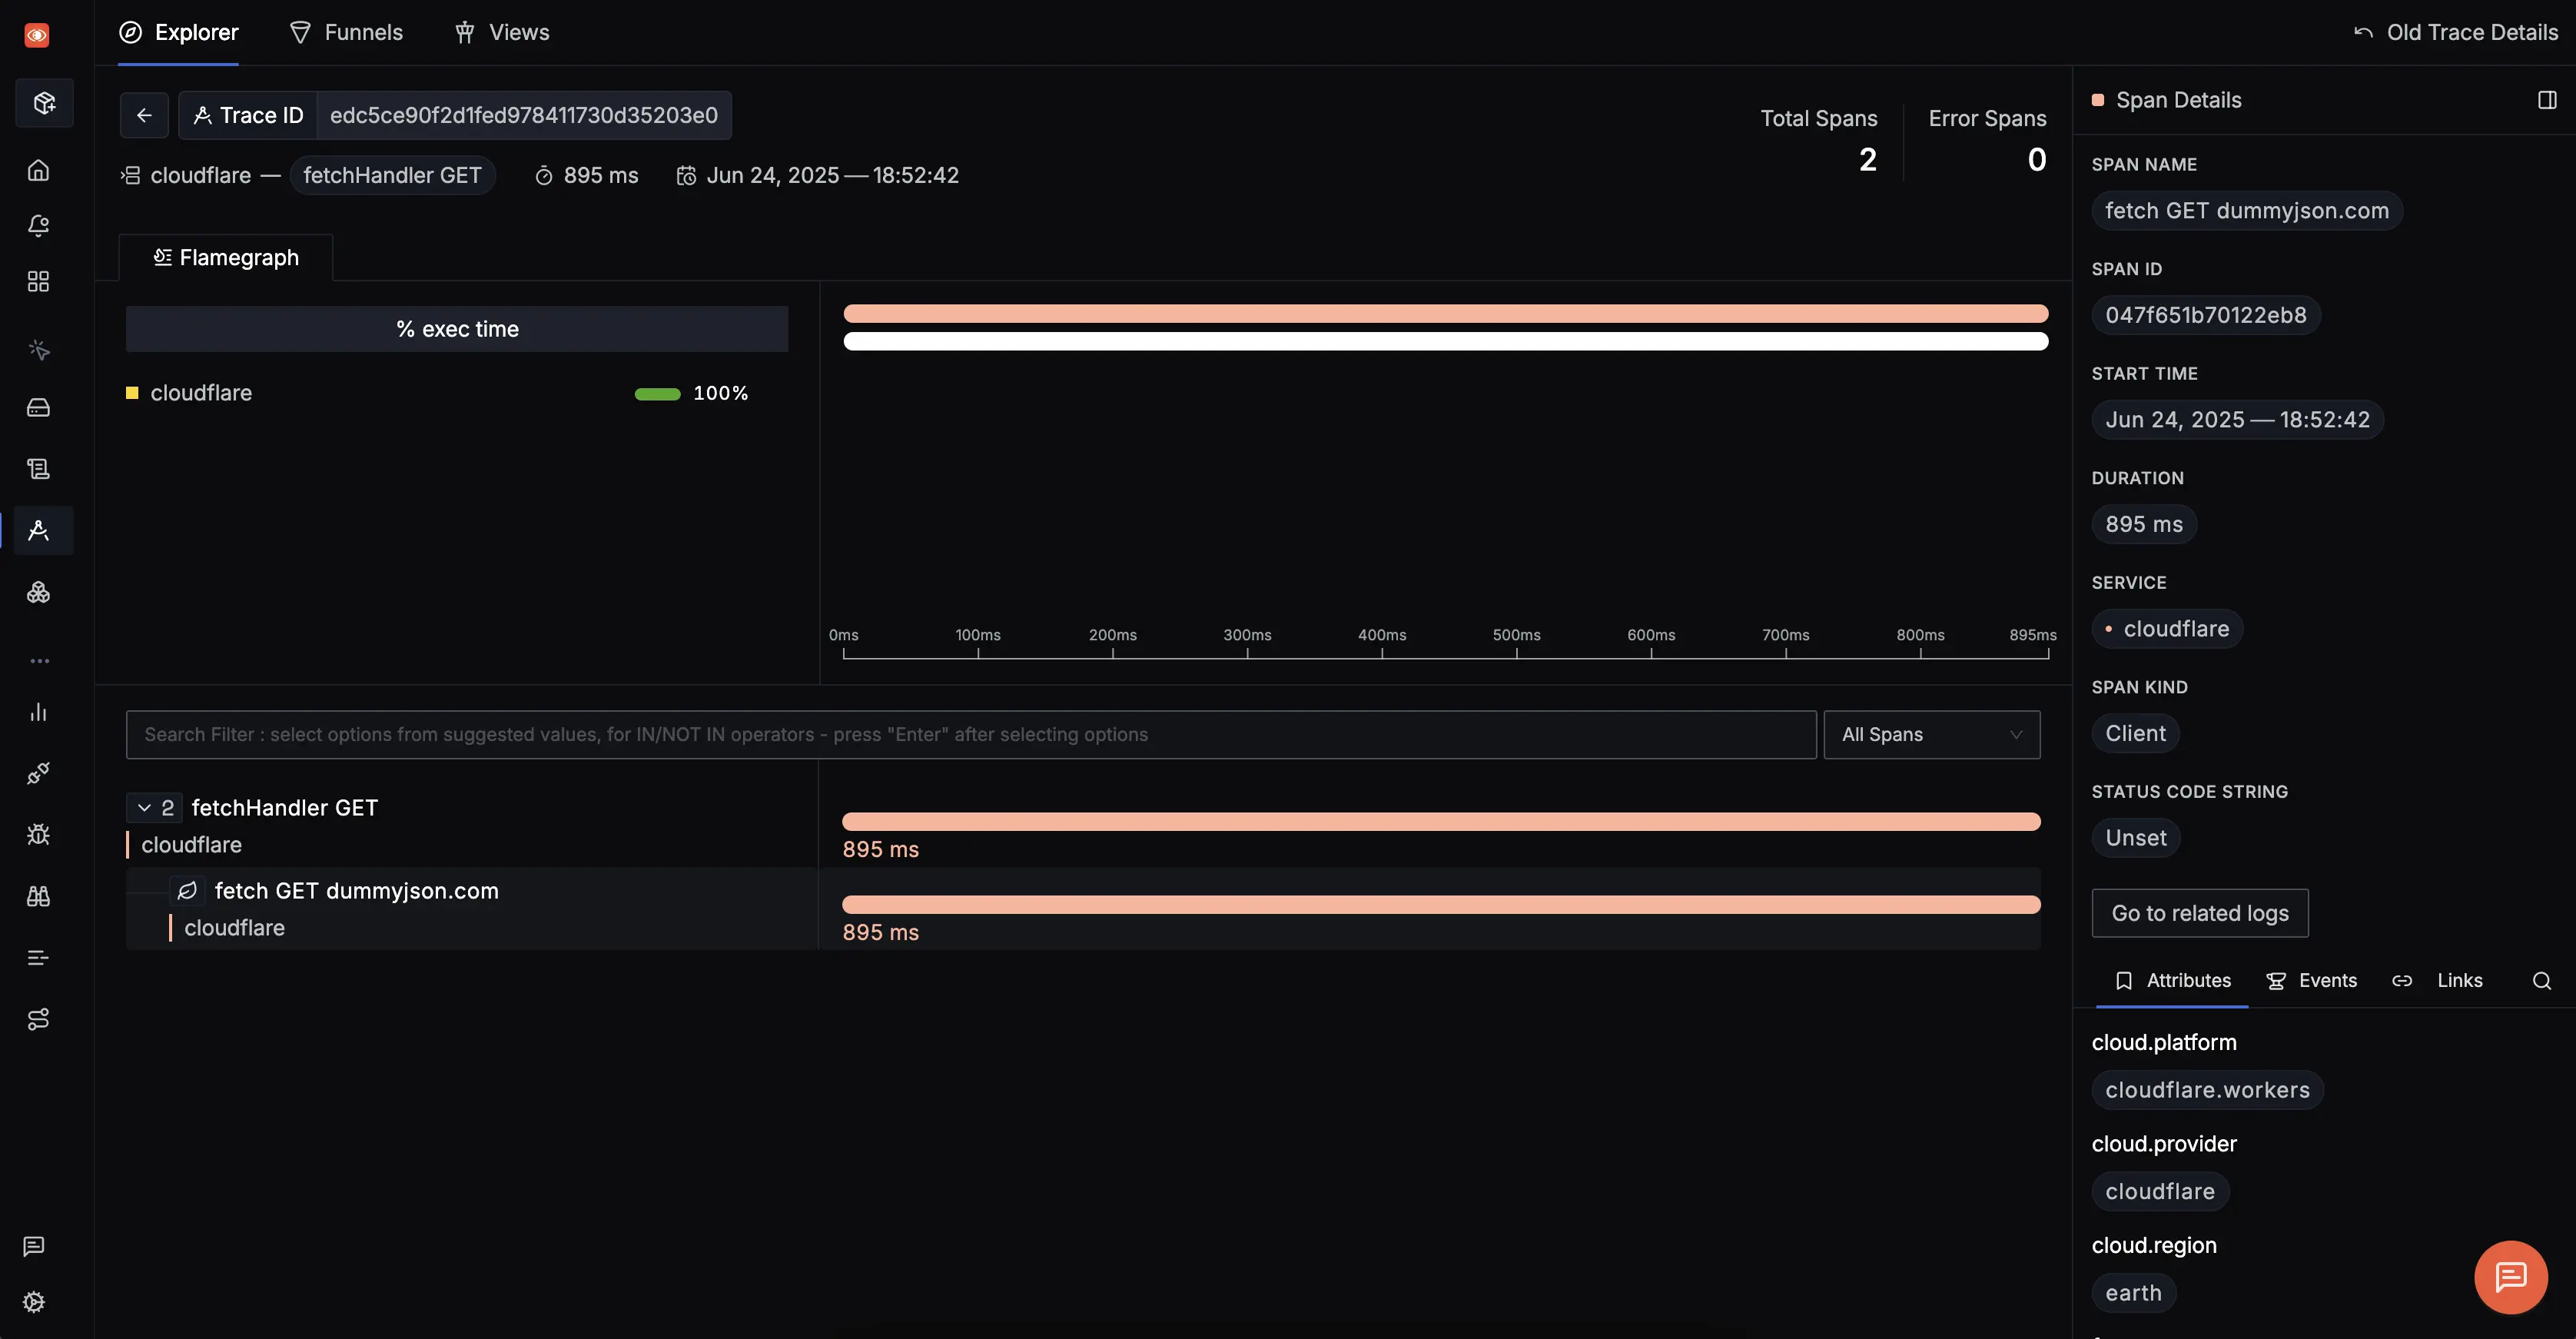 Explorer
Funnels
Views
Old Trace Details
Trace ID
edc5ce90f2d1fed978411730d35203e0
cloudflare — fetchHandler GET
895 ms
Jun 24, 2025 — 18:52:42
Total Spans
2
Error Spans
0
Flamegraph
% exec time
cloudflare
100%
0ms
100ms
200ms
300ms
400ms
500ms
600ms
700ms
800ms
895ms
Search Filter : select options from suggested values, for IN/NOT IN operators - press "Enter" after selecting options
All Spans
2
fetchHandler GET
cloudflare
895 ms
fetch GET dummyjson.com
cloudflare
895 ms
Span Details
SPAN NAME
fetch GET dummyjson.com
SPAN ID
047f651b70122eb8
START TIME
Jun 24, 2025 — 18:52:42
DURATION
895 ms
SERVICE
cloudflare
SPAN KIND
Client
STATUS CODE STRING
Unset
Go to related logs
Attributes
Events
Links
cloud.platform
cloudflare.workers
cloud.provider
cloudflare
cloud.region
earth